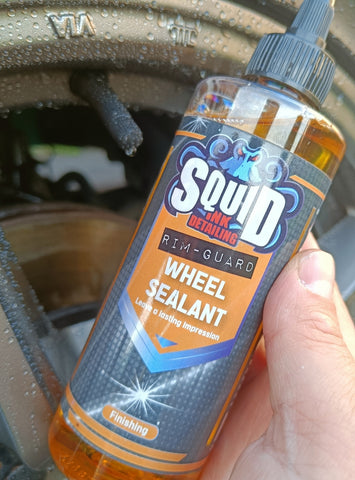 SQUID
INK
DETAILING
RIM-GUARD
WHEEL
SEALANT
Leave a lasting impression
Finishing